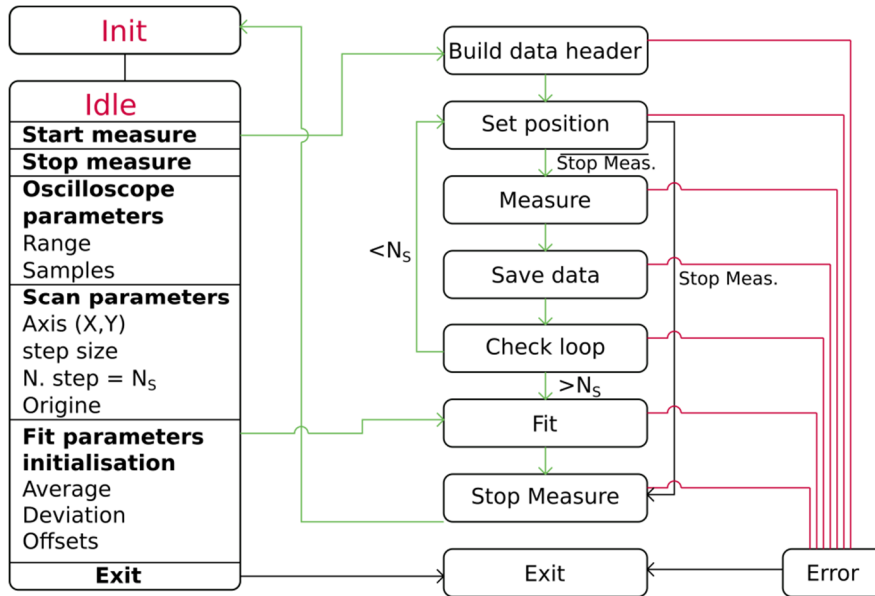 Init
Idle
Start measure
Stop measure
Oscilloscope
parameters
Range
Samples
Scan parameters
Axis (X,Y)
step size
N. step = Nₛ
Origine
Fit parameters
initialisation
Average
Deviation
Offsets
Exit
Build data header
Set position
Stop Meas.
Measure
<Nₛ
Save data
Stop Meas.
Check loop
>Nₛ
Fit
Stop Measure
Exit
Error